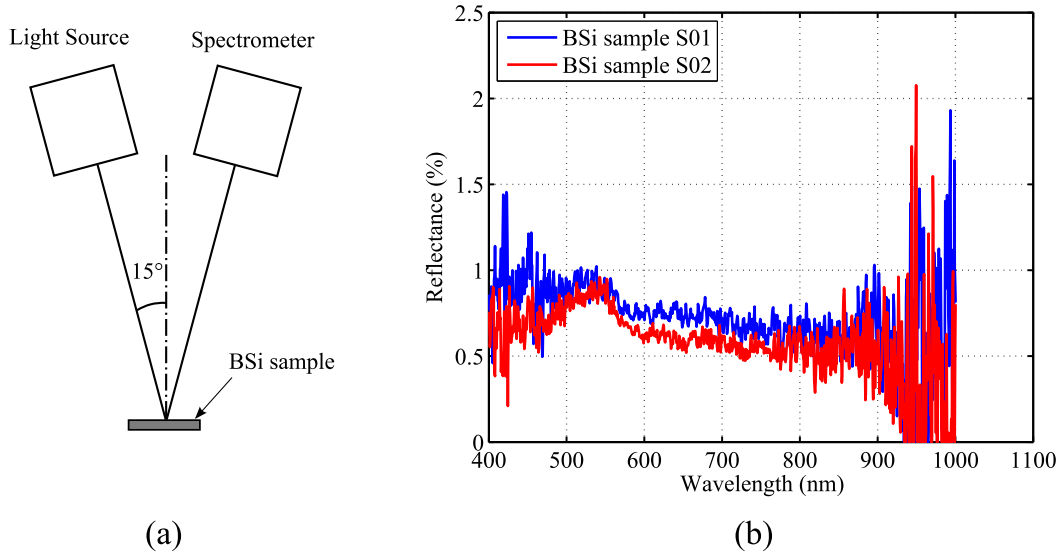 Light Source
Spectrometer
15°
BSi sample
(a)
BSi sample S01
BSi sample S02
2.5
2
1.5
1
0.5
0
Reflectance (%)
400
500
600
700
800
900
1000
1100
Wavelength (nm)
(b)